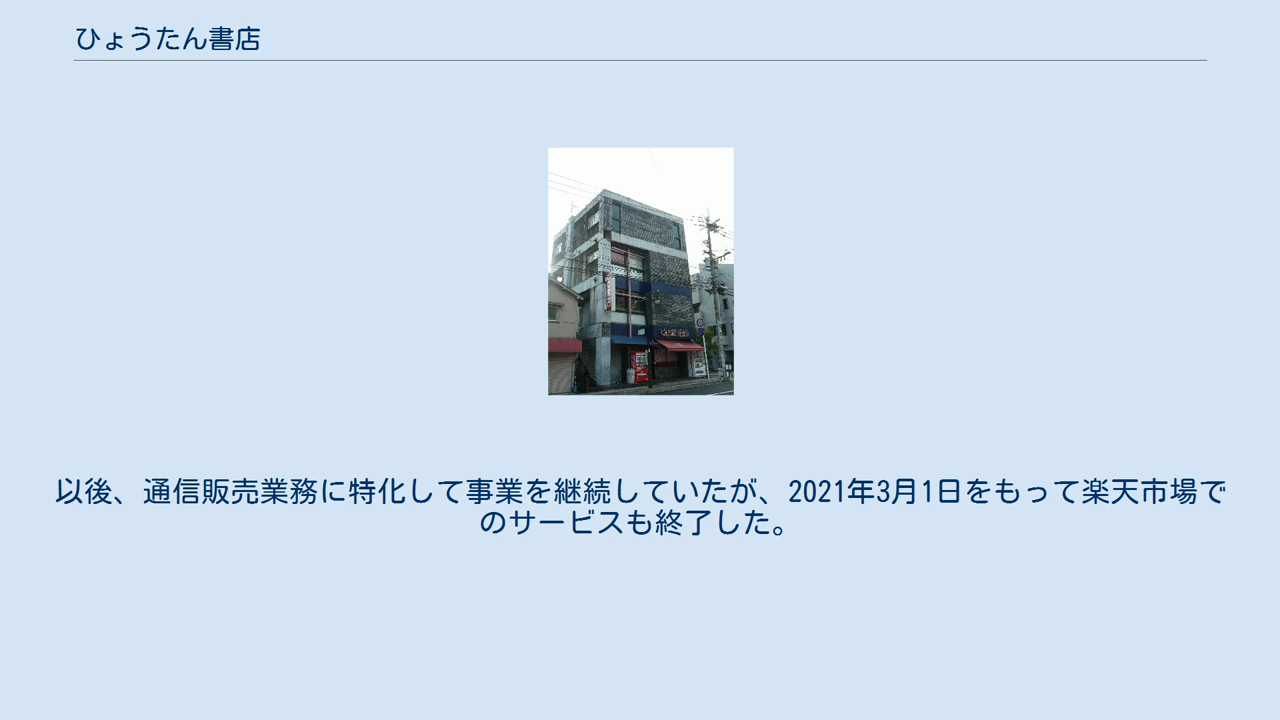 ひょうたん書店
以後、通信販売業務に特化して事業を継続していたが、2021年3月1日をもって楽天市場で
のサービスも終了した。